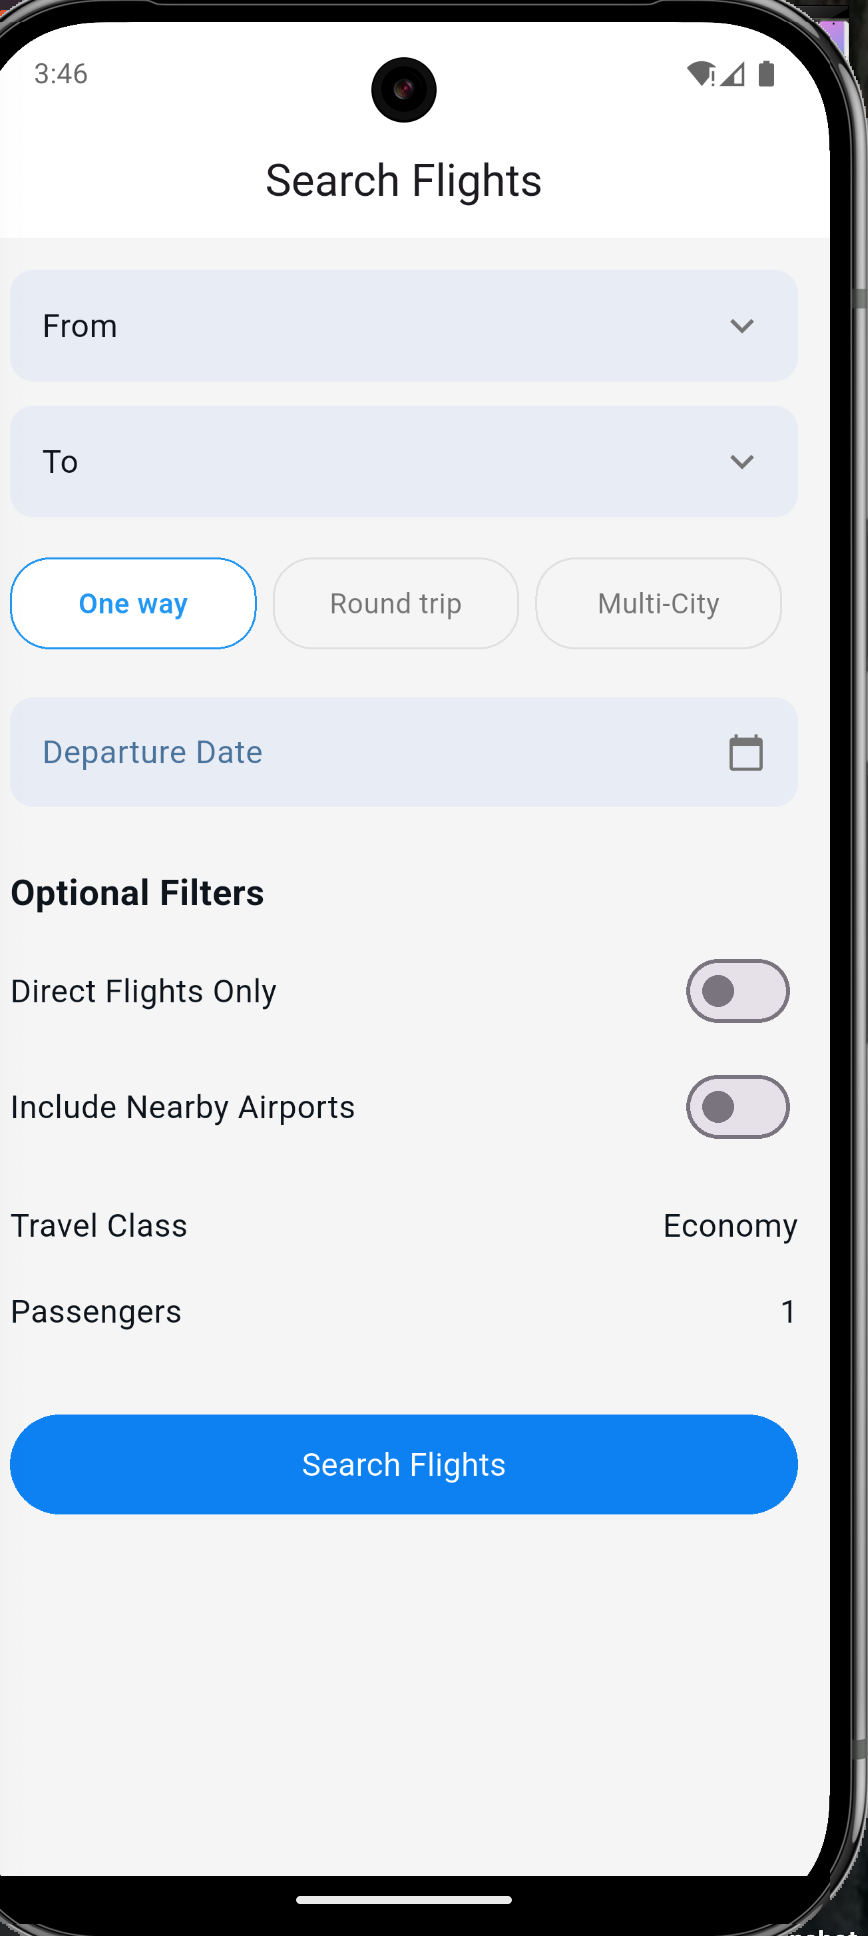 3:46
Search Flights
From
To
One way Round trip Multi-City
Departure Date
Optional Filters
Direct Flights Only
Include Nearby Airports
Travel Class Economy
Passengers 1
Search Flights